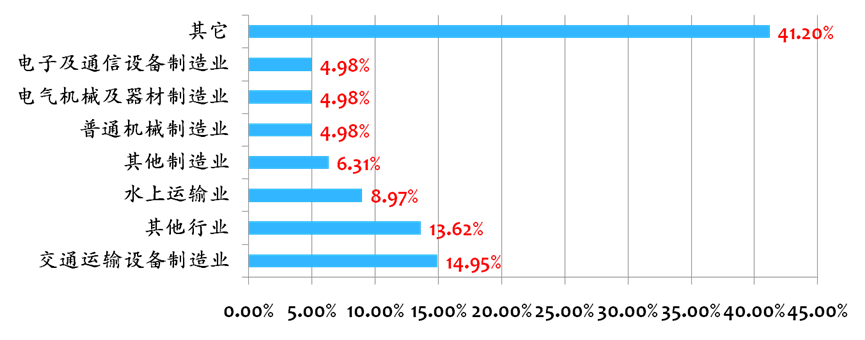 其它 41.20%
电子及通信设备制造业 4.98%
电气机械及器材制造业 4.98%
普通机械制造业 4.98%
其他制造业 6.31%
水上运输业 8.97%
其他行业 13.62%
交通运输设备制造业 14.95%
0.00% 5.00% 10.00% 15.00% 20.00% 25.00% 30.00% 35.00% 40.00% 45.00%